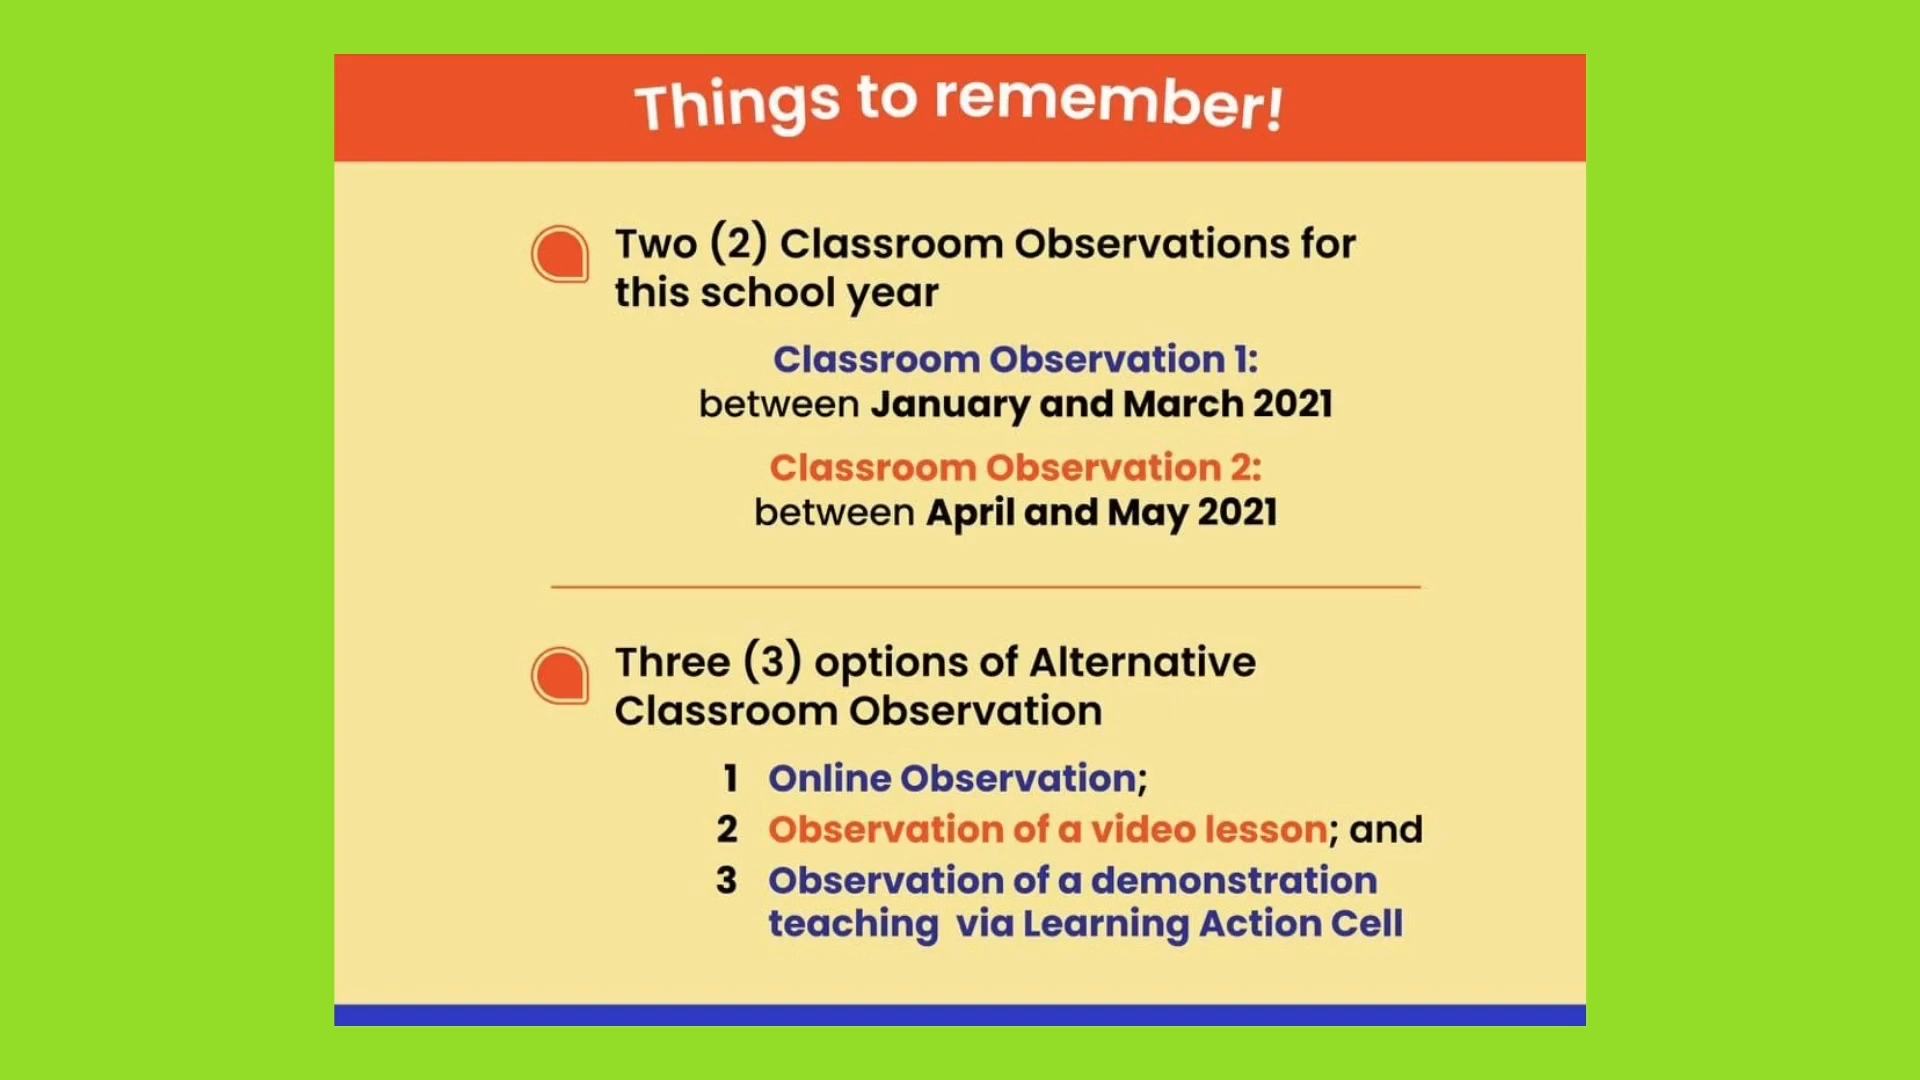 Things to remember!
Two (2) Classroom Observations for
this school year
Classroom Observation 1:
between January and March 2021
Classroom Observation 2:
between April and May 2021
Three (3) options of Alternative
Classroom Observation
1 Online Observation;
2 Observation of a video lesson; and
3 Observation of a demonstration
teaching via Learning Action Cell